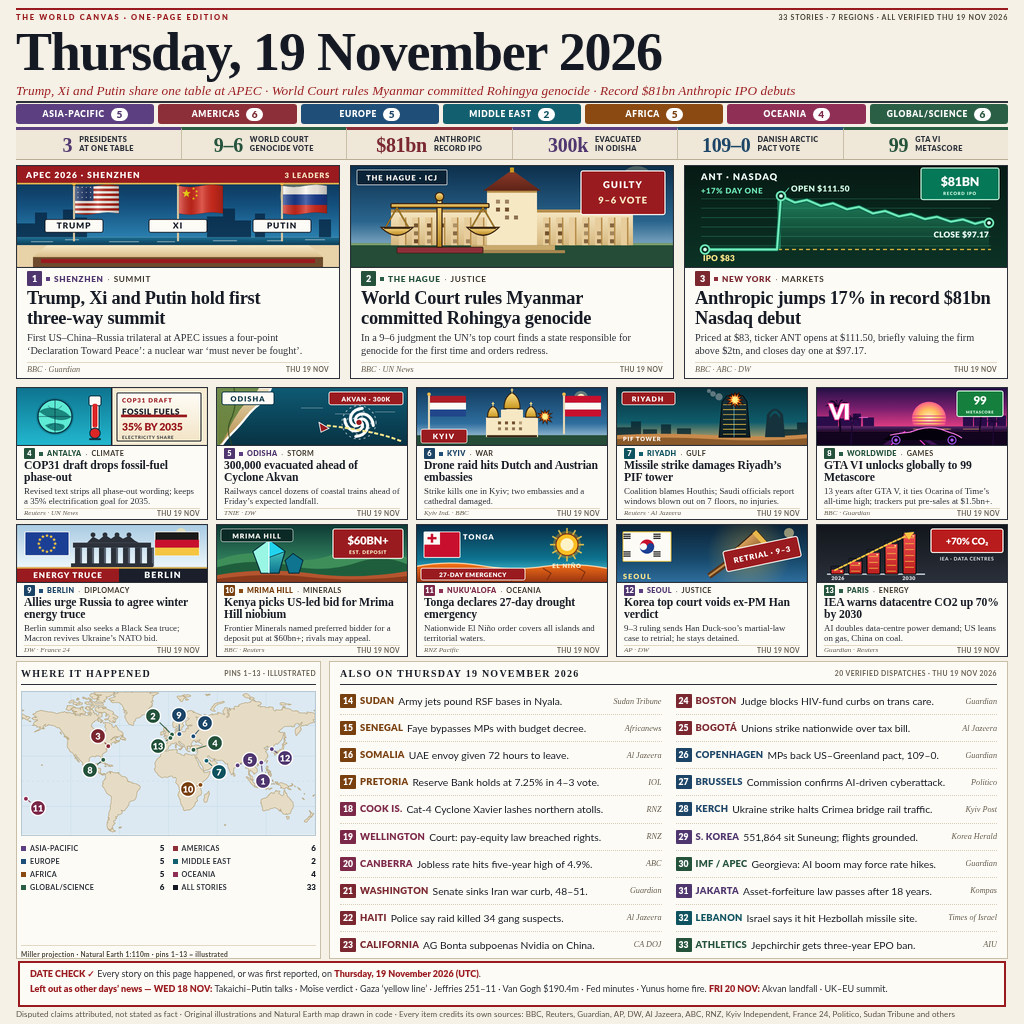 THE WORLD CANVAS · ONE-PAGE EDITION
33 STORIES · 7 REGIONS · ALL VERIFIED THU 19 NOV 2026
Thursday, 19 November 2026
Trump, Xi and Putin share one table at APEC · World Court rules Myanmar committed Rohingya genocide · Record $81bn Anthropic IPO debuts
ASIA-PACIFIC 5
AMERICAS 6
EUROPE 5
MIDDLE EAST 2
AFRICA 5
OCEANIA 4
GLOBAL/SCIENCE 6
3 PRESIDENTS
AT ONE TABLE
9–6 WORLD COURT
GENOCIDE VOTE
$81bn ANTHROPIC
RECORD IPO
300k EVACUATED
IN ODISHA
109–0 DANISH ARCTIC
PACT VOTE
99 GTA VI
METASCORE
APEC 2026 · SHENZHEN
3 LEADERS
TRUMP
XI
PUTIN
1 SHENZHEN · SUMMIT
Trump, Xi and Putin hold first
three-way summit
First US–China–Russia trilateral at APEC issues a four-point
‘Declaration Toward Peace’: a nuclear war ‘must never be fought’.
BBC · Guardian
THU 19 NOV
THE HAGUE · ICJ
GUILTY
9–6 VOTE
2 THE HAGUE · JUSTICE
World Court rules Myanmar
committed Rohingya genocide
In a 9–6 judgment the UN’s top court finds a state responsible for
genocide for the first time and orders redress.
BBC · UN News
THU 19 NOV
ANT · NASDAQ
+17% DAY ONE
OPEN $111.50
$81BN
RECORD IPO
CLOSE $97.17
IPO $83
3 NEW YORK · MARKETS
Anthropic jumps 17% in record $81bn
Nasdaq debut
Priced at $83, ticker ANT opens at $111.50, briefly valuing the firm
above $2tn, and closes day one at $97.17.
BBC · ABC · DW
THU 19 NOV
COP31 DRAFT
FOSSIL FUELS
35% BY 2035
ELECTRICITY SHARE
4 ANTALYA · CLIMATE
COP31 draft drops fossil-fuel
phase-out
Revised text strips all phase-out wording; keeps
a 35% electrification goal for 2035.
Reuters · UN News
THU 19 NOV
ODISHA
AKVAN · 300K
5 ODISHA · STORM
300,000 evacuated ahead of
Cyclone Akvan
Railways cancel dozens of coastal trains ahead of
Friday’s expected landfall.
TNIE · DW
THU 19 NOV
KYIV
6 KYIV · WAR
Drone raid hits Dutch and Austrian
embassies
Strike kills one in Kyiv; two embassies and a
cathedral damaged.
Kyiv Ind. · BBC
THU 19 NOV
RIYADH
PIF TOWER
7 RIYADH · GULF
Missile strike damages Riyadh’s
PIF tower
Coalition blames Houthis; Saudi officials report
windows blown out on 7 floors, no injuries.
Reuters · Al Jazeera
THU 19 NOV
VI
99
METASCORE
8 WORLDWIDE · GAMES
GTA VI unlocks globally to 99
Metascore
13 years after GTA V, it ties Ocarina of Time’s
all-time high; trackers put pre-sales at $1.5bn+.
BBC · Guardian
THU 19 NOV
ENERGY TRUCE
BERLIN
9 BERLIN · DIPLOMACY
Allies urge Russia to agree winter
energy truce
Berlin summit also seeks a Black Sea truce;
Macron revives Ukraine’s NATO bid.
DW · France 24
THU 19 NOV
MRIMA HILL
$60BN+
EST. DEPOSIT
10 MRIMA HILL · MINERALS
Kenya picks US-led bid for Mrima
Hill niobium
Frontier Minerals named preferred bidder for a
deposit put at $60bn+; rivals may appeal.
BBC · Reuters
THU 19 NOV
TONGA
EL NIÑO
27-DAY EMERGENCY
11 NUKU'ALOFA · OCEANIA
Tonga declares 27-day drought
emergency
Nationwide El Niño order covers all islands and
territorial waters.
RNZ Pacific
THU 19 NOV
SEOUL
RETRIAL · 9–3
12 SEOUL · JUSTICE
Korea top court voids ex-PM Han
verdict
9–3 ruling sends Han Duck-soo’s martial-law
case to retrial; he stays detained.
AP · DW
THU 19 NOV
+70% CO₂
IEA · DATA CENTRES
2026
2030
13 PARIS · ENERGY
IEA warns datacentre CO2 up 70%
by 2030
AI doubles data-centre power demand; US leans
on gas, China on coal.
Guardian · Reuters
THU 19 NOV
WHERE IT HAPPENED
PINS 1–13 · ILLUSTRATED
2
9
6
3
13
4
8
7
5
12
1
10
11
ASIA-PACIFIC 5
AMERICAS 6
EUROPE 5
MIDDLE EAST 2
AFRICA 5
OCEANIA 4
GLOBAL/SCIENCE 6
ALL STORIES 33
Miller projection · Natural Earth 1:110m · pins 1–13 = illustrated
ALSO ON THURSDAY 19 NOVEMBER 2026
20 VERIFIED DISPATCHES · THU 19 NOV 2026
14 SUDAN Army jets pound RSF bases in Nyala. Sudan Tribune
15 SENEGAL Faye bypasses MPs with budget decree. Africanews
16 SOMALIA UAE envoy given 72 hours to leave. Al Jazeera
17 PRETORIA Reserve Bank holds at 7.25% in 4–3 vote. IOL
18 COOK IS. Cat-4 Cyclone Xavier lashes northern atolls. RNZ
19 WELLINGTON Court: pay-equity law breached rights. RNZ
20 CANBERRA Jobless rate hits five-year high of 4.9%. ABC
21 WASHINGTON Senate sinks Iran war curb, 48–51. Guardian
22 HAITI Police say raid killed 34 gang suspects. Al Jazeera
23 CALIFORNIA AG Bonta subpoenas Nvidia on China. CA DOJ
24 BOSTON Judge blocks HIV-fund curbs on trans care. Guardian
25 BOGOTÁ Unions strike nationwide over tax bill. Al Jazeera
26 COPENHAGEN MPs back US–Greenland pact, 109–0. Guardian
27 BRUSSELS Commission confirms AI-driven cyberattack. Politico
28 KERCH Ukraine strike halts Crimea bridge rail traffic. Kyiv Post
29 S. KOREA 551,864 sit Suneung; flights grounded. Korea Herald
30 IMF / APEC Georgieva: AI boom may force rate hikes. Guardian
31 JAKARTA Asset-forfeiture law passes after 18 years. Kompas
32 LEBANON Israel says it hit Hezbollah missile site. Times of Israel
33 ATHLETICS Jepchirchir gets three-year EPO ban. AIU
DATE CHECK ✓ Every story on this page happened, or was first reported, on Thursday, 19 November 2026 (UTC).
Left out as other days' news — WED 18 NOV: Takaichi–Putin talks · Moïse verdict · Gaza ‘yellow line’ · Jeffries 251–11 · Van Gogh $190.4m · Fed minutes · Yunus home fire. FRI 20 NOV: Akvan landfall · UK–EU summit.
Disputed claims attributed, not stated as fact · Original illustrations and Natural Earth map drawn in code · Every item credits its own sources: BBC, Reuters, Guardian, AP, DW, Al Jazeera, ABC, RNZ, Kyiv Independent, France 24, Politico, Sudan Tribune and others